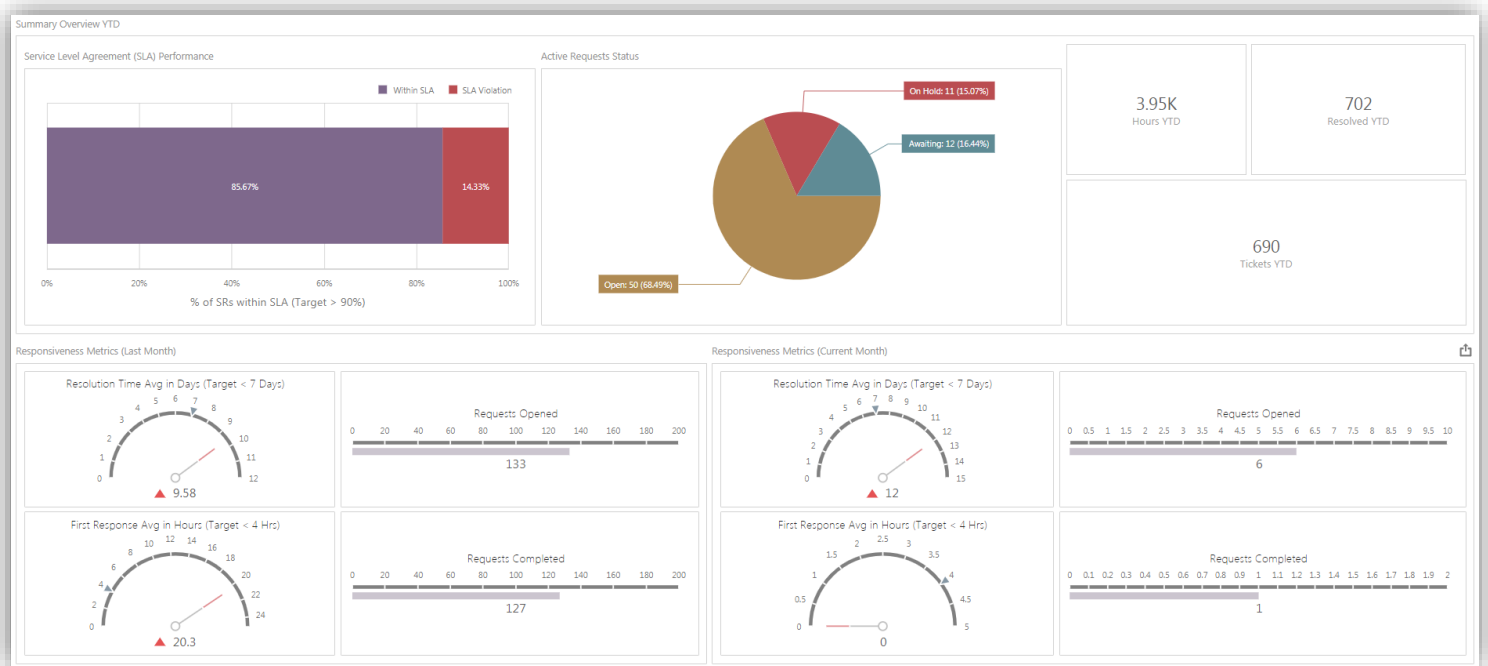 Summary Overview YTD
Service Level Agreement (SLA) Performance
Within SLA SLA Violation
85.67% 14.33%
0% 20% 40% 60% 80% 100%
% of SRs within SLA (Target > 90%)
Active Requests Status
On Hold: 11 (15.07%)
Awaiting: 12 (16.44%)
Open: 50 (68.49%)
3.95K
Hours YTD
702
Resolved YTD
690
Tickets YTD
Responsiveness Metrics (Last Month)
Resolution Time Avg in Days (Target < 7 Days)
0 1 2 3 4 5 6 7 8 9 10 11 12
9.58
Requests Opened
0 20 40 60 80 100 120 140 160 180 200
133
First Response Avg in Hours (Target < 4 Hrs)
0 2 4 6 8 10 12 14 16 18 20 22 24
20.3
Requests Completed
0 20 40 60 80 100 120 140 160 180 200
127
Responsiveness Metrics (Current Month)
Resolution Time Avg in Days (Target < 7 Days)
0 1 2 3 4 5 6 7 8 9 10 11 12 13 14 15
12
Requests Opened
0 0.5 1 1.5 2 2.5 3 3.5 4 4.5 5 5.5 6 6.5 7 7.5 8 8.5 9 9.5 10
6
First Response Avg in Hours (Target < 4 Hrs)
0 0.5 1 1.5 2 2.5 3 3.5 4 4.5 5
0
Requests Completed
0 0.1 0.2 0.3 0.4 0.5 0.6 0.7 0.8 0.9 1 1.1 1.2 1.3 1.4 1.5 1.6 1.7 1.8 1.9 2
1